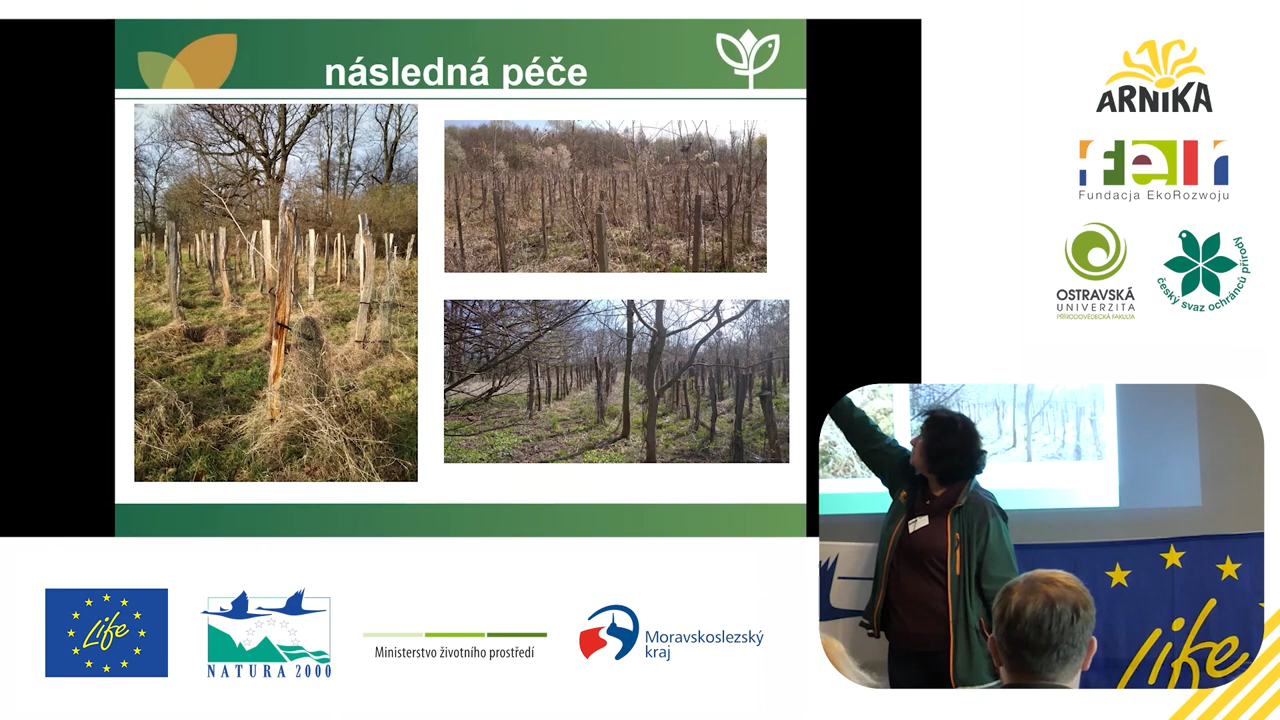 následná péče
ARNIKA
feri
Fundacja EkoRozwoju
OSTRAVSKÁ
UNIVERZITA
PŘÍRODOVĚDECKÁ FAKULTA
český svaz ochránců přírody
Life
NATURA 2000
Ministerstvo životního prostředí
Moravskoslezský
kraj
life